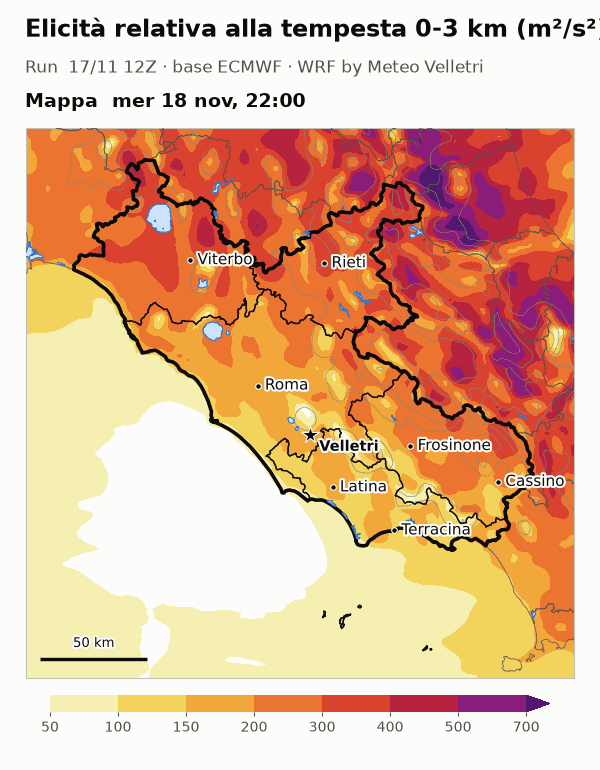 Elicità relativa alla tempesta 0-3 km (m²/s²)
Run 17/11 12Z · base ECMWF · WRF by Meteo Velletri
Mappa mer 18 nov, 22:00
Viterbo
Rieti
Roma
Velletri
Frosinone
Latina
Cassino
Terracina
50 km
50 100 150 200 300 400 500 700